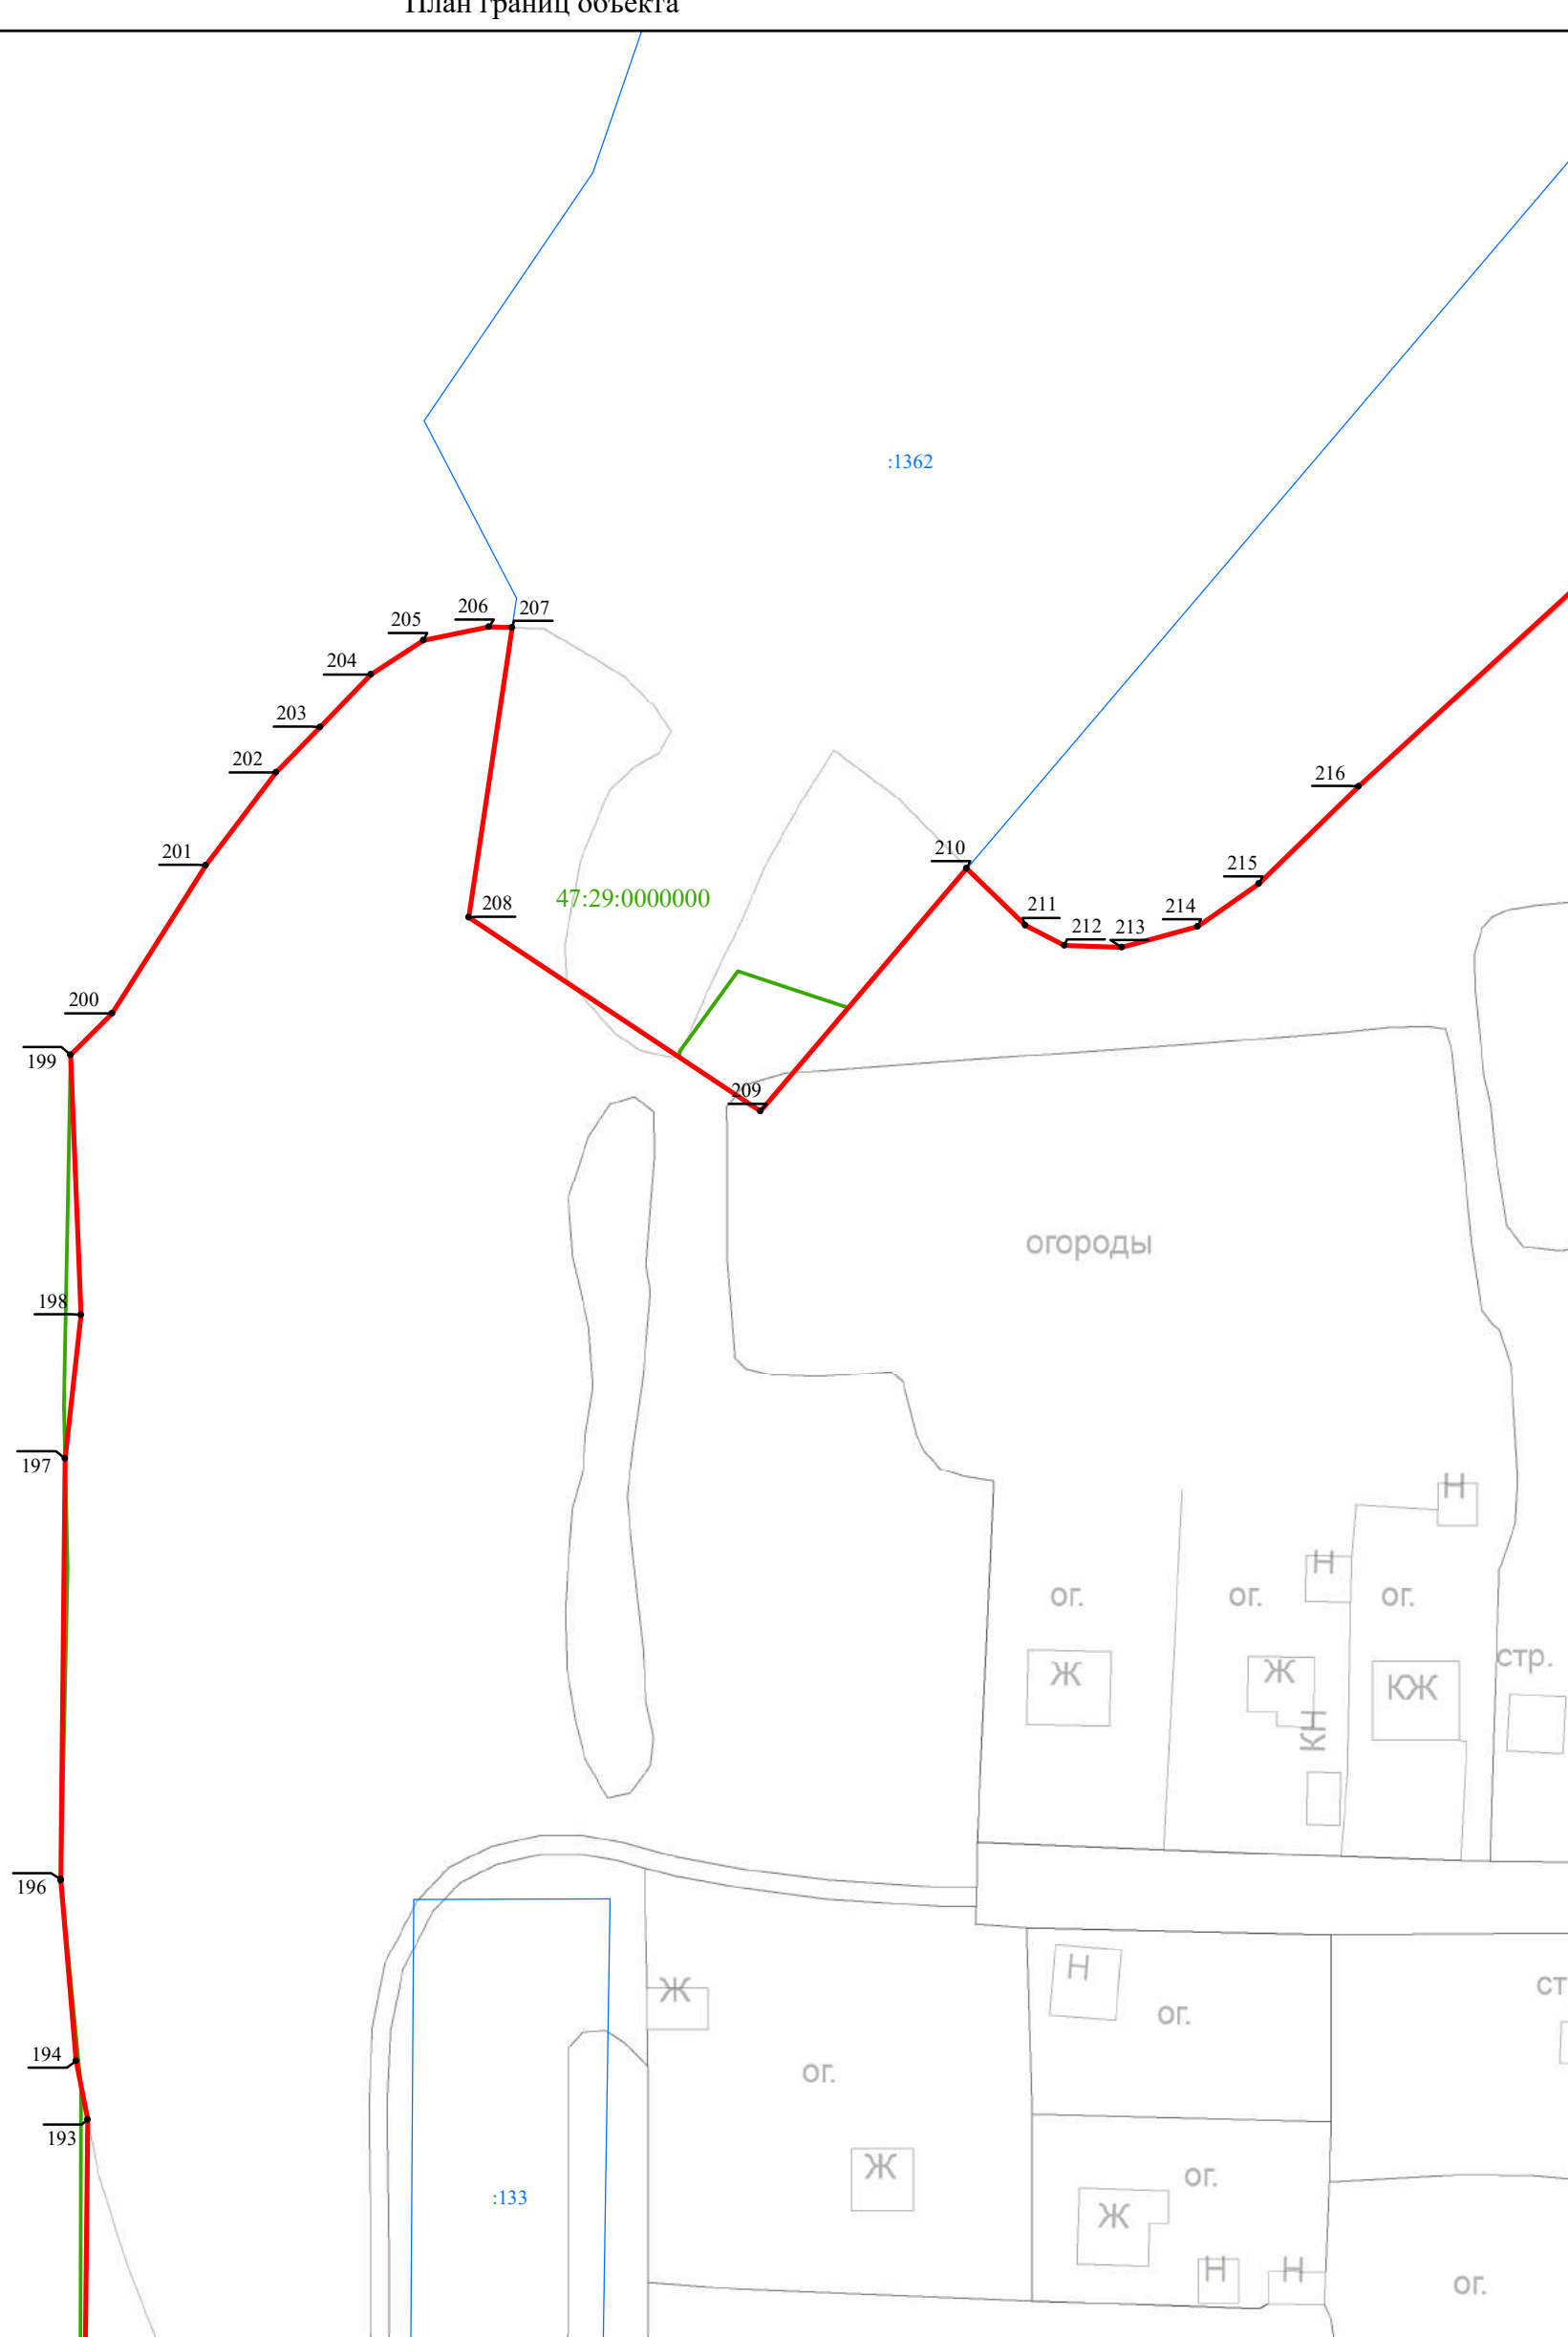 План границ объекта
:1362
205
206
207
204
203
202
216
201
210
215
47:29:0000000
208
211
214
212
213
200
199
209
огороды
198
197
Н
Н
ог.
ог.
ог.
Ж
Ж
КЖ
стр.
КН
196
Н
Ж
ст
ог.
194
ог.
193
Ж
ог.
:133
Ж
Н
Н
ог.